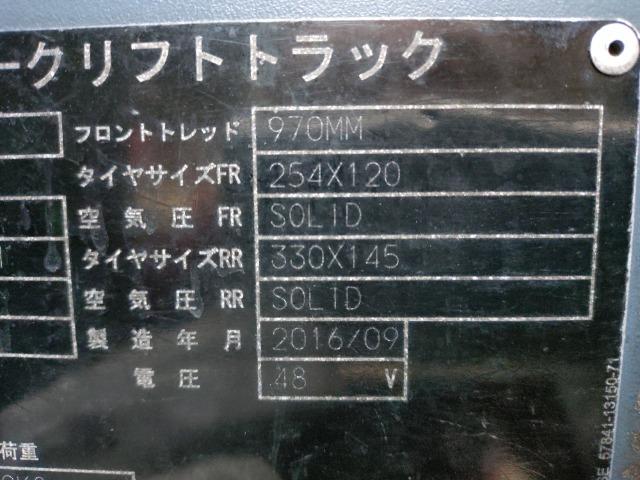 ークリフトトラック
フロントトレッド 970MM
タイヤサイズFR 254X120
空気圧 FR SOLID
タイヤサイズRR 330X145
空気圧 RR SOLID
製造年月 2016/09
電圧 48 V
荷重
57841-13150-71